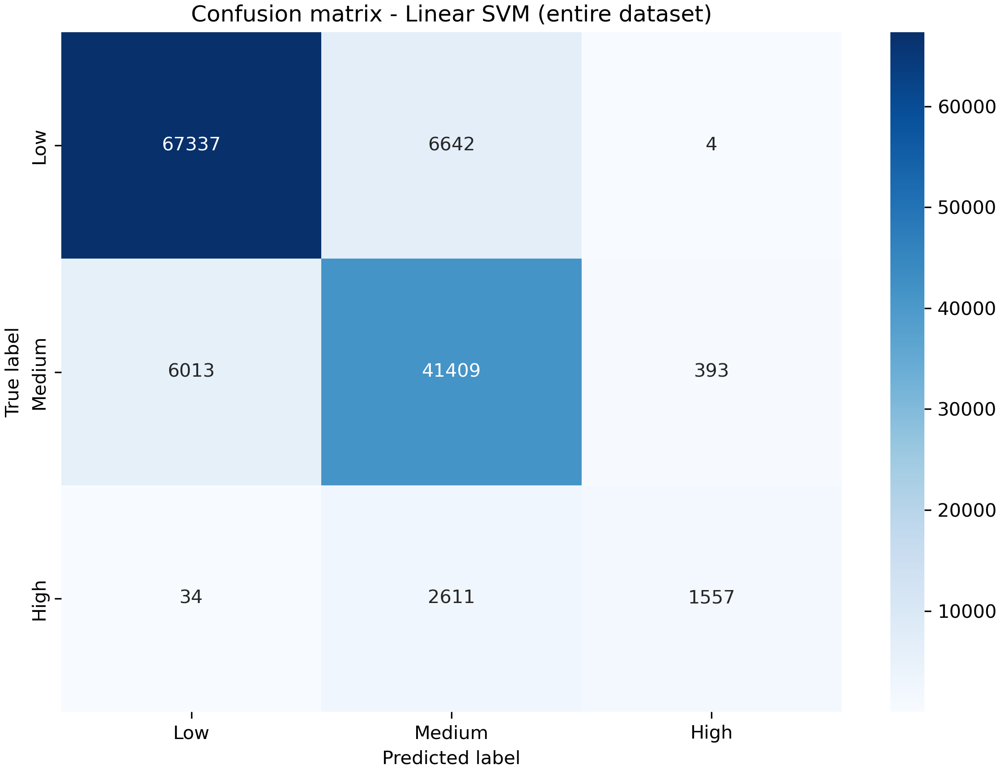 Confusion matrix - Linear SVM (entire dataset)
True label
Low
67337
6642
4
Medium
6013
41409
393
High
34
2611
1557
Low
Medium
High
Predicted label
60000
50000
40000
30000
20000
10000